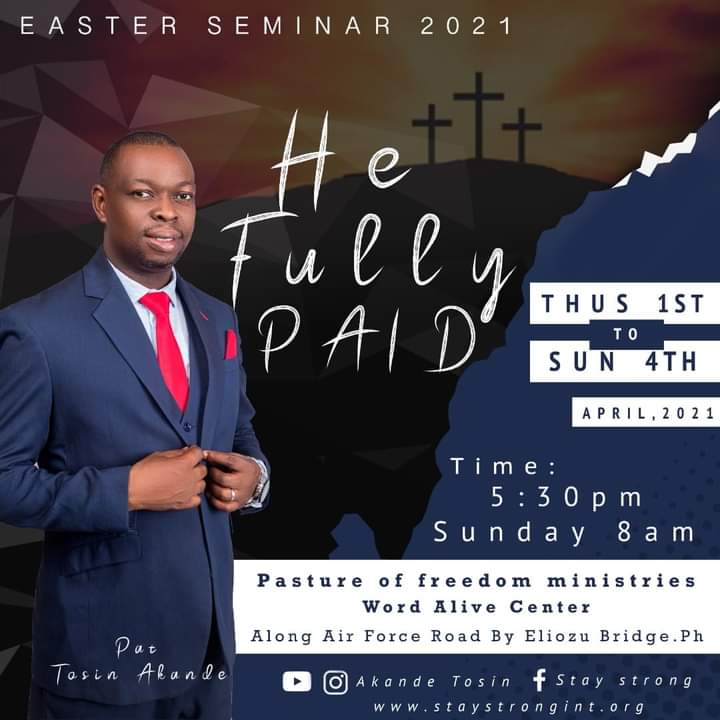 EASTER SEMINAR 2021
He
Fully
PAID
THUS 1ST
TO
SUN 4TH
APRIL,2021
Time:
5:30pm
Sunday 8am
Pasture of freedom ministries
Word Alive Center
Along Air Force Road By Eliozu Bridge.Ph
Pat
Tosin Akande
Akande Tosin f Stay strong
www.staystrongint.org